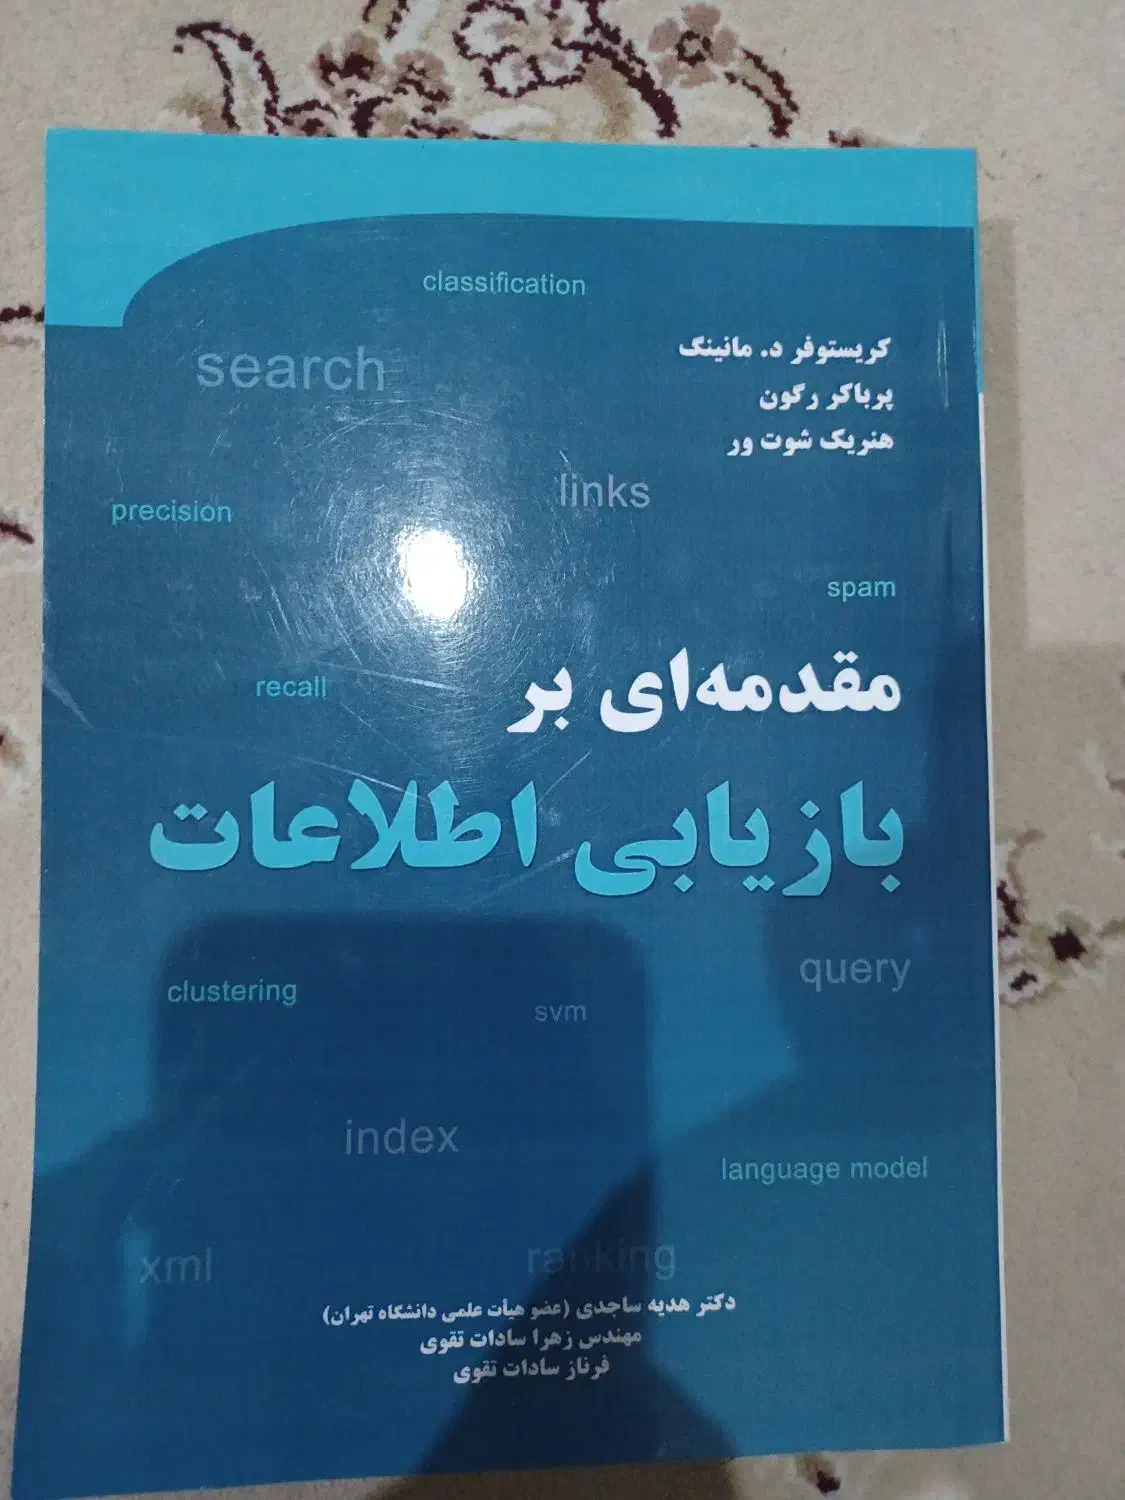 classification
کریستوفر د. مانینگ
search
پرباکر رگون
هنریک شوت ور
links
precision
spam
مقدمه‌ای بر
recall
بازیابی اطلاعات
query
clustering
svm
index
language model
ranking
xml
دکتر هدیه ساجدی (عضو هیأت علمی دانشگاه تهران)
مهندس زهرا سادات تقوی
فرناز سادات تقوی